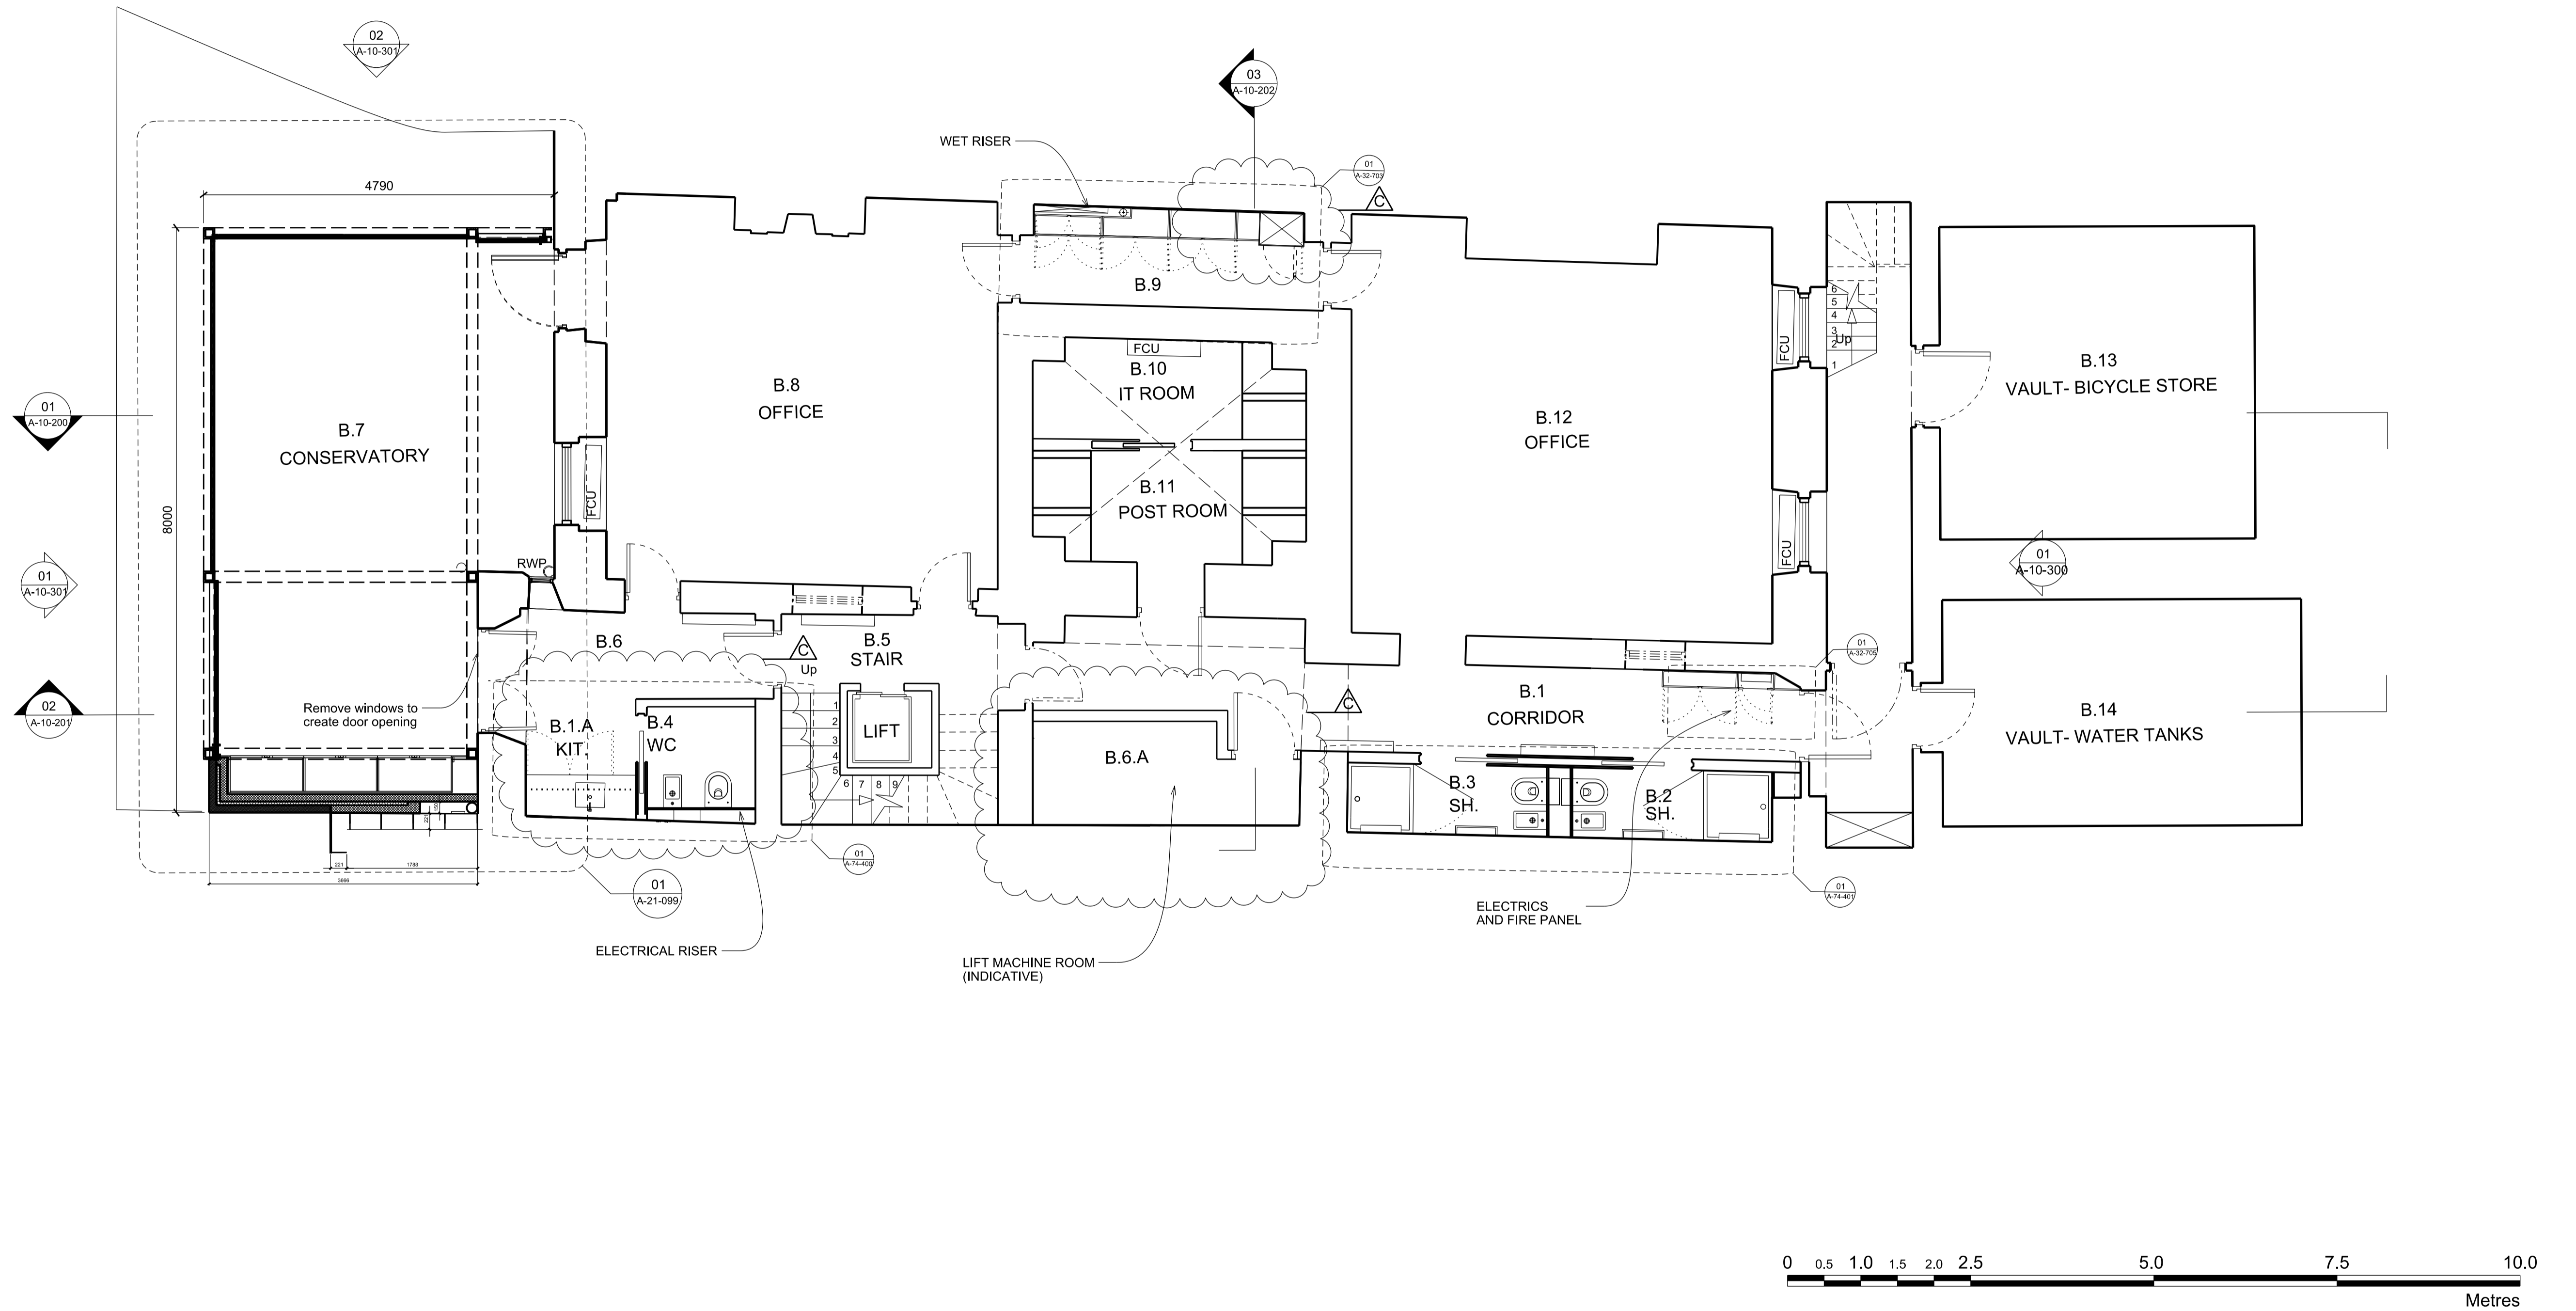 02
A-10-301
03
A-10-202
WET RISER
01
A-32-703
C
4790
8000
B.9
FCU
B.10
IT ROOM
B.8
OFFICE
B.7
CONSERVATORY
FCU
B.11
POST ROOM
B.12
OFFICE
FCU
FCU
6
5
4
3
2
Up
1
B.13
VAULT- BICYCLE STORE
01
A-10-200
01
A-10-301
02
A-10-201
01
A-10-300
RWP
B.6
B.5
STAIR
C
Up
Remove windows to
create door opening
B.1.A
KIT.
B.4
WC
1
2
3
4
5
6
7
8
9
LIFT
B.6.A
C
B.1
CORRIDOR
01
A-32-705
B.14
VAULT- WATER TANKS
B.3
SH.
B.2
SH.
221
221
1788
3666
01
A-74-400
01
A-21-099
01
A-74-401
ELECTRICAL RISER
LIFT MACHINE ROOM
(INDICATIVE)
ELECTRICS
AND FIRE PANEL
0 0.5 1.0 1.5 2.0 2.5 5.0 7.5 10.0
Metres